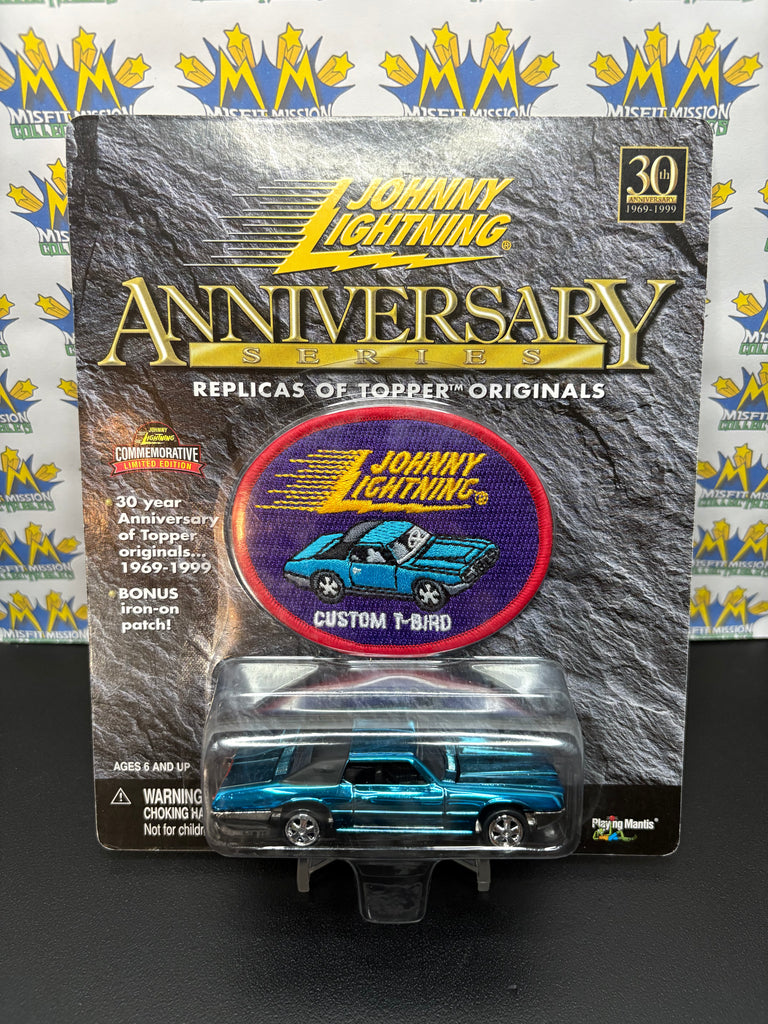 MISFIT MISSION
COLLECTIBLES
30th
ANNIVERSARY
1969-1999
JOHNNY
LIGHTNING®
ANNIVERSARY
SERIES
REPLICAS OF TOPPER™ ORIGINALS
JOHNNY
LIGHTNING
COMMEMORATIVE
LIMITED EDITION
30 year
Anniversary
of Topper
originals...
1969-1999
BONUS
iron-on
patch!
JOHNNY
LIGHTNING®
CUSTOM T-BIRD
AGES 6 AND UP
WARNING
CHOKING
Not for
Playing Mantis®